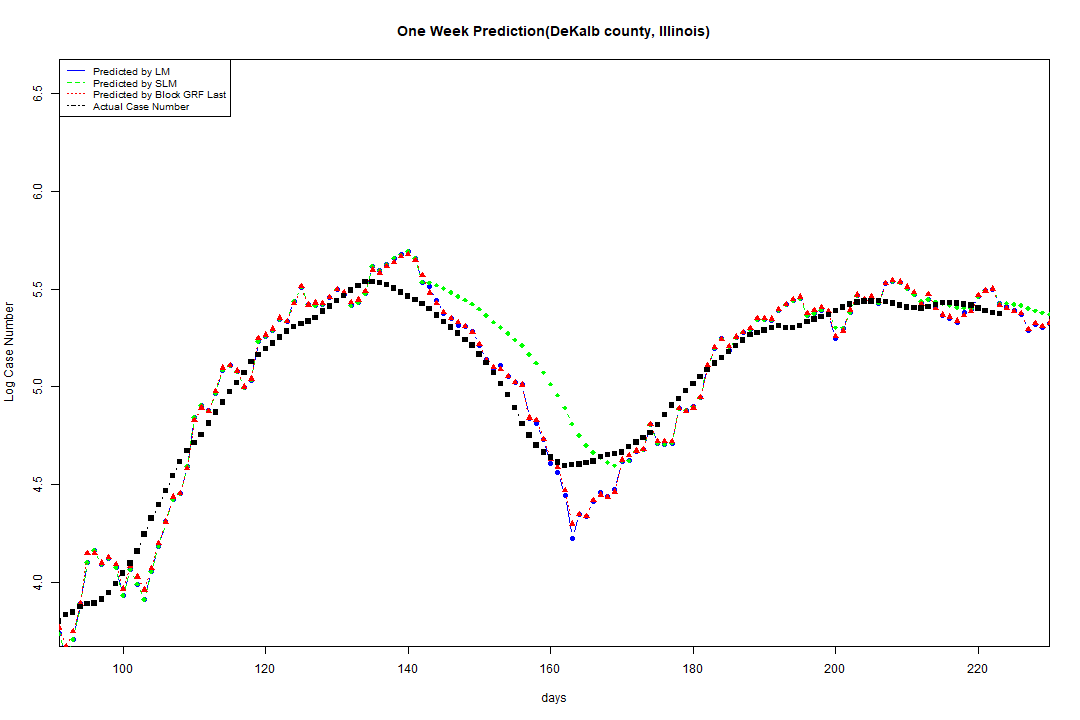 One Week Prediction(DeKalb county, Illinois)
Predicted by LM
Predicted by SLM
Predicted by Block GRF Last
Actual Case Number
6.5
6.0
5.5
5.0
4.5
4.0
Log Case Number
100 120 140 160 180 200 220
days